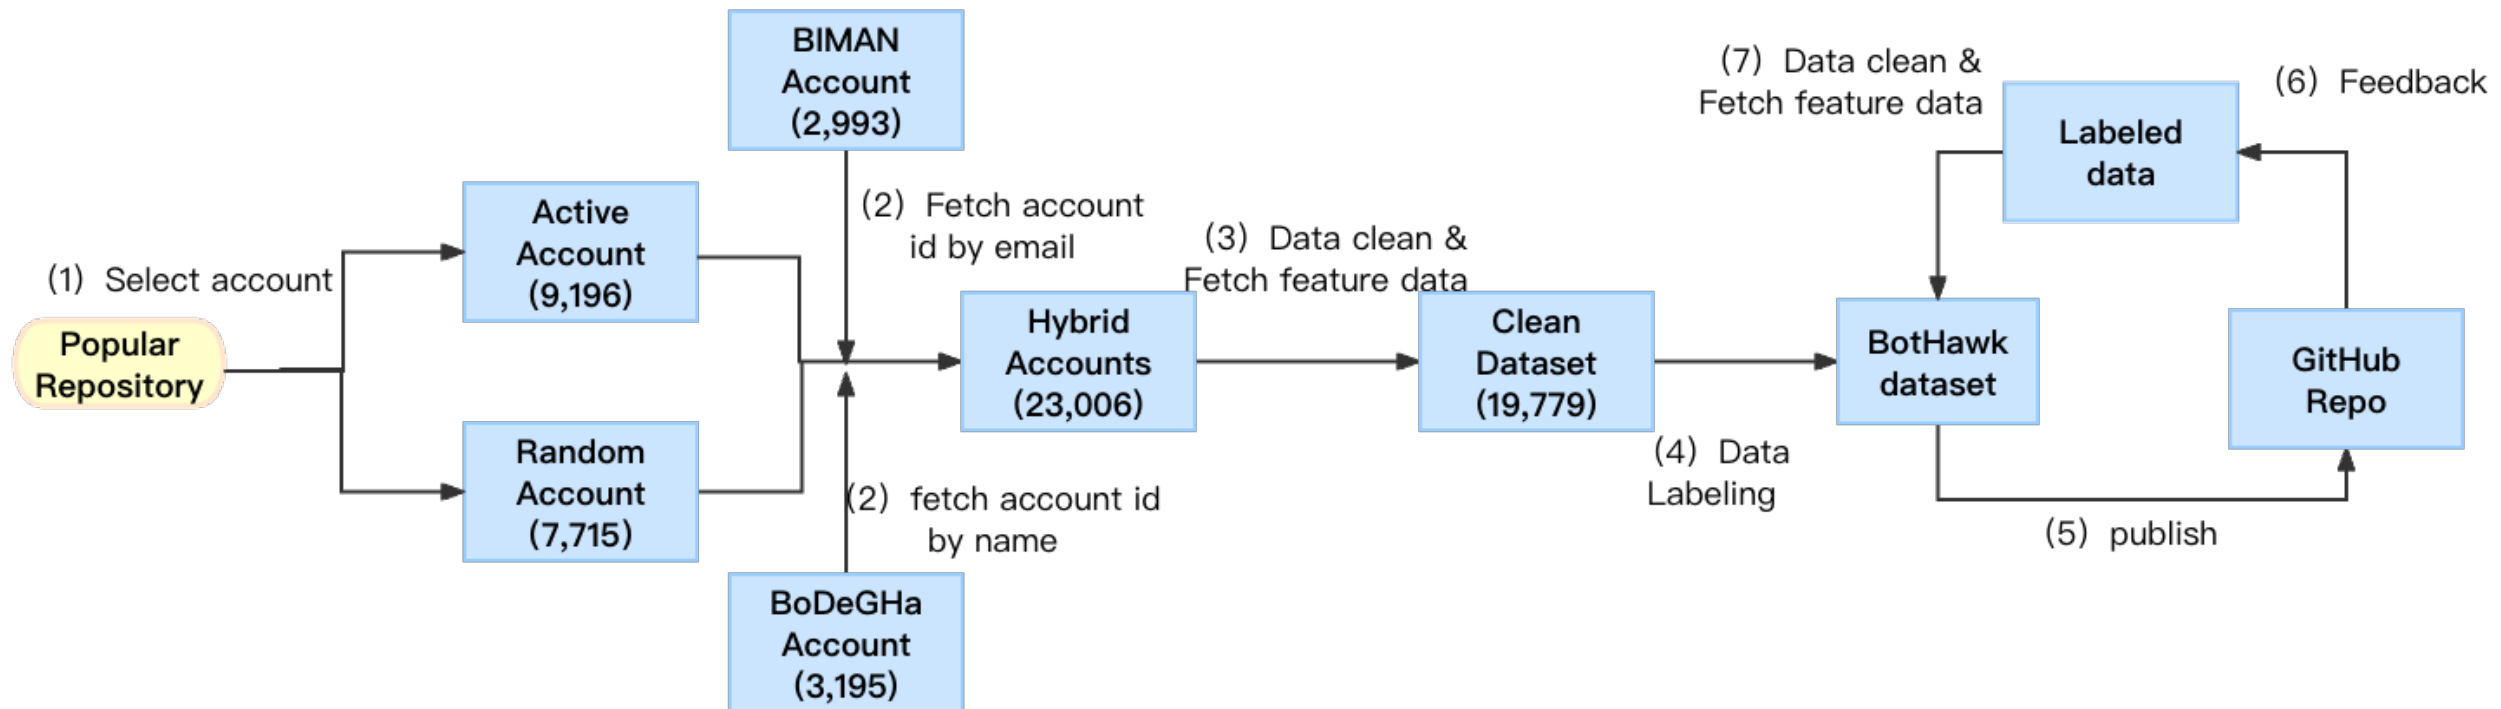 (1) Select account
Popular
Repository
Active
Account
(9,196)
Random
Account
(7,715)
BIMAN
Account
(2,993)
(2) Fetch account
id by email
(2) fetch account id
by name
BoDeGHa
Account
(3,195)
Hybrid
Accounts
(23,006)
(3) Data clean &
Fetch feature data
Clean
Dataset
(19,779)
(4) Data
Labeling
BotHawk
dataset
(5) publish
GitHub
Repo
(6) Feedback
Labeled
data
(7) Data clean &
Fetch feature data